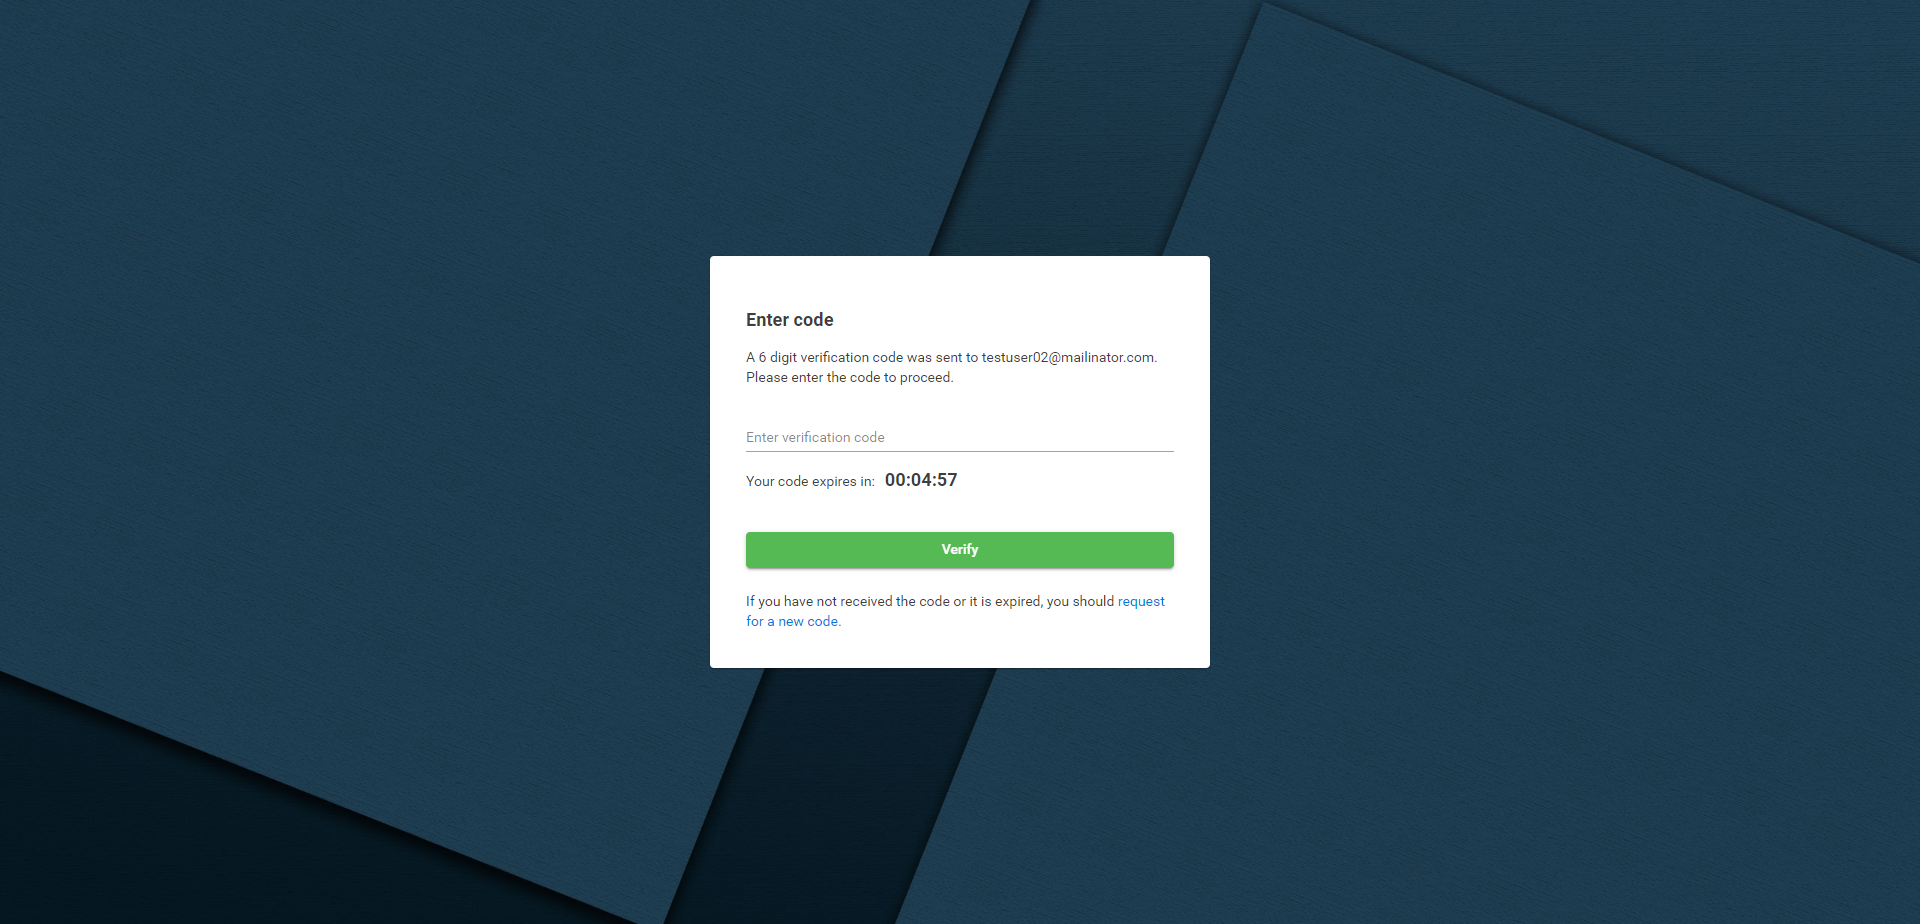 Enter code
A 6 digit verification code was sent to testuser02@mailinator.com.
Please enter the code to proceed.
Enter verification code
Your code expires in: 00:04:57
Verify
If you have not received the code or it is expired, you should request
for a new code.